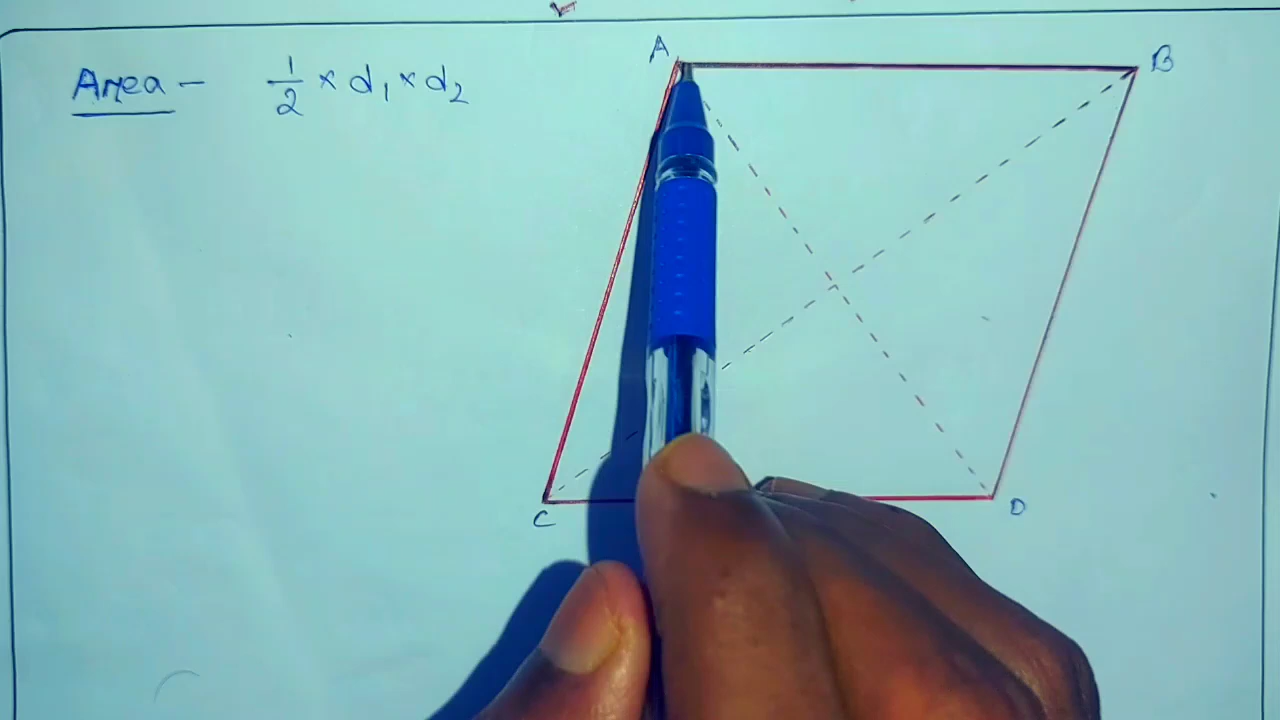 Area - 1/2 × d₁ × d₂
A
B
C
D